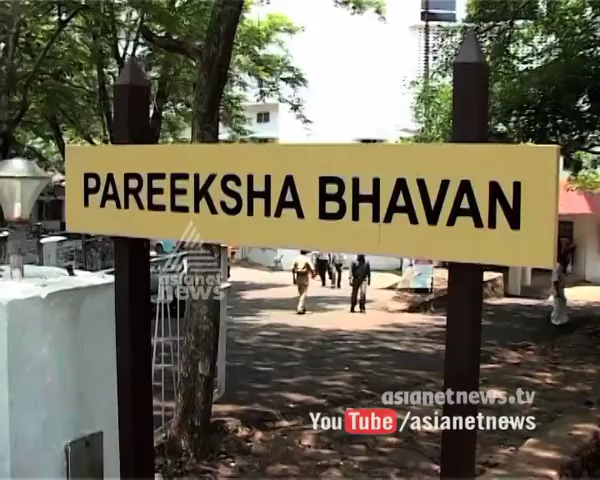 PAREEKSHA BHAVAN
asianet
news
asianetnews.tv
YouTube/asianetnews